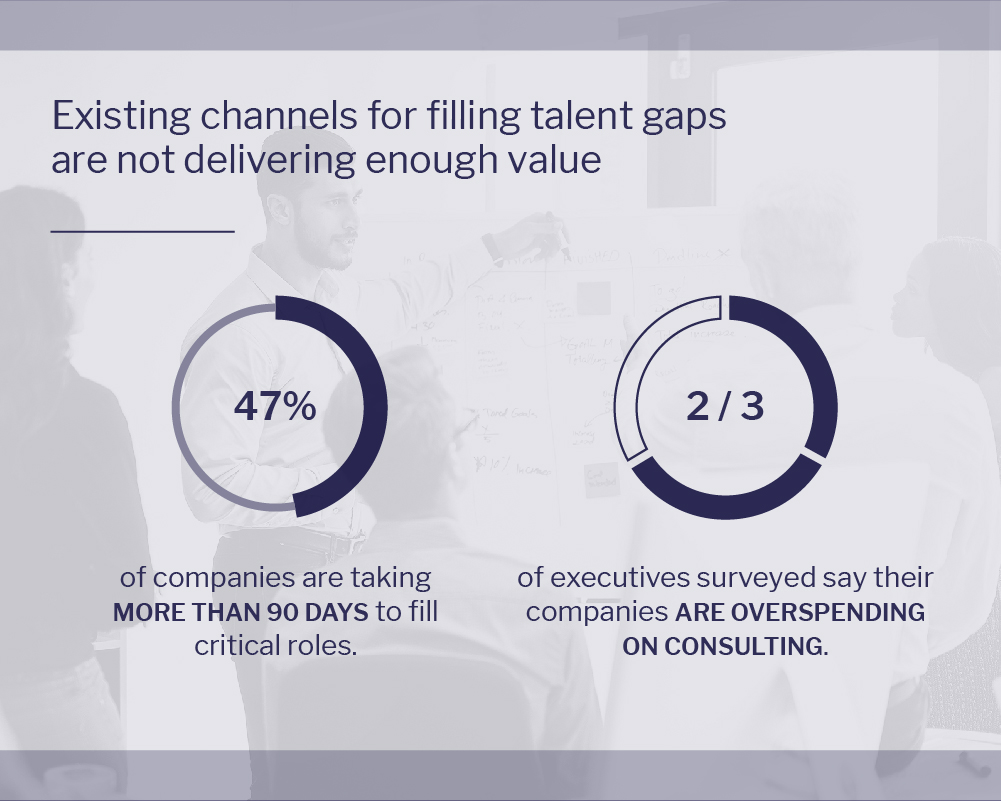 Existing channels for filling talent gaps
are not delivering enough value
47%
of companies are taking
MORE THAN 90 DAYS to fill
critical roles.
2 / 3
of executives surveyed say their
companies ARE OVERSPENDING
ON CONSULTING.